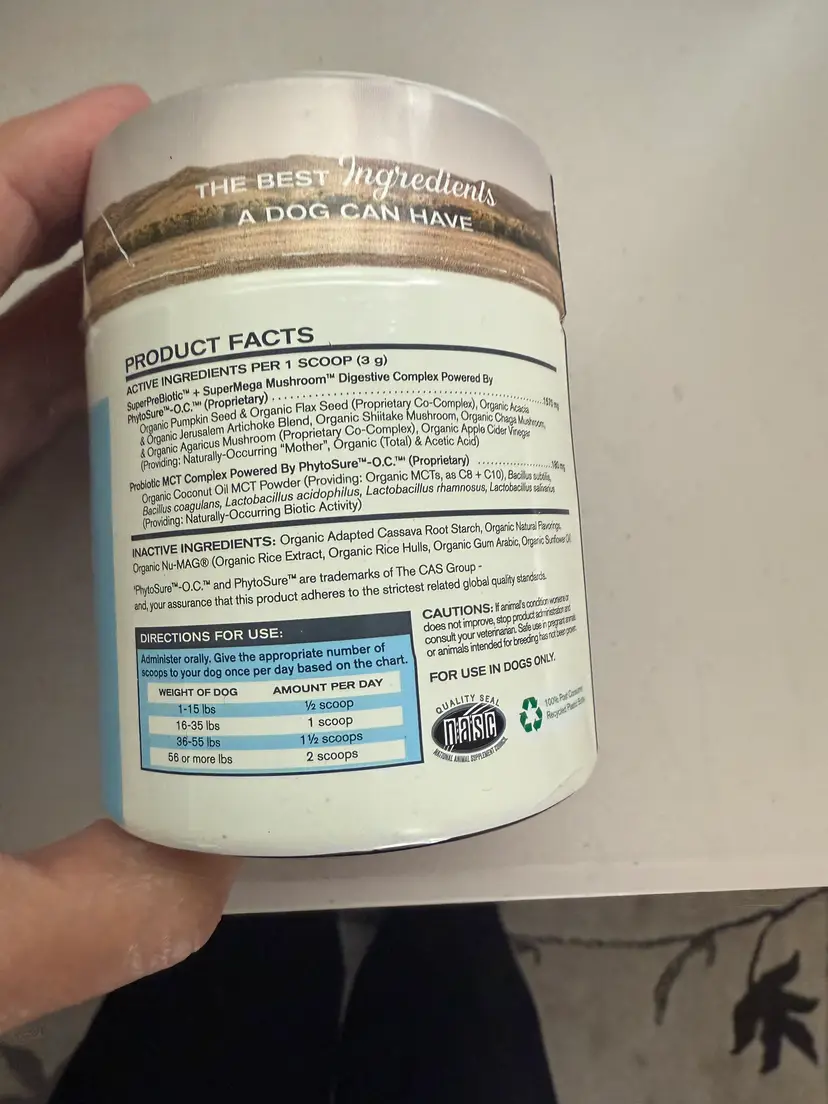 THE BEST Ingredients
A DOG CAN HAVE
PRODUCT FACTS
ACTIVE INGREDIENTS PER 1 SCOOP (3 g)
SuperPreBiotic™ + SuperMega Mushroom™ Digestive Complex Powered By
PhytoSure™-O.C.™¹ (Proprietary) ........................................ mg
Organic Pumpkin Seed & Organic Flax Seed (Proprietary Co-Complex), Organic Acacia
& Organic Jerusalem Artichoke Blend, Organic Shiitake Mushroom, Organic Chaga Mushroom,
& Organic Agaricus Mushroom (Proprietary Co-Complex), Organic Apple Cider Vinegar
(Providing: Naturally-Occurring "Mother", Organic (Total) & Acetic Acid)
Probiotic MCT Complex Powered By PhytoSure™-O.C.™¹ (Proprietary) .................. mg
Organic Coconut Oil MCT Powder (Providing: Organic MCTs, as C8 + C10), Bacillus subtilis,
Bacillus coagulans, Lactobacillus acidophilus, Lactobacillus rhamnosus, Lactobacillus salivarius
(Providing: Naturally-Occurring Biotic Activity)
INACTIVE INGREDIENTS: Organic Adapted Cassava Root Starch, Organic Natural Flavorings,
Organic Nu-MAG® (Organic Rice Extract, Organic Rice Hulls, Organic Gum Arabic, Organic Sunflower Oil)
¹PhytoSure™-O.C.™ and PhytoSure™ are trademarks of The CAS Group -
and, your assurance that this product adheres to the strictest related global quality standards.
DIRECTIONS FOR USE:
Administer orally. Give the appropriate number of
scoops to your dog once per day based on the chart.
WEIGHT OF DOG AMOUNT PER DAY
1-15 lbs ½ scoop
16-35 lbs 1 scoop
36-55 lbs 1 ½ scoops
56 or more lbs 2 scoops
CAUTIONS: If animal's condition worsens or
does not improve, stop product administration and
consult your veterinarian. Safe use in pregnant animals
or animals intended for breeding has not been proven.
FOR USE IN DOGS ONLY.
QUALITY SEAL
nasc
NATIONAL ANIMAL SUPPLEMENT COUNCIL
100% Post Consumer
Recycled Plastic